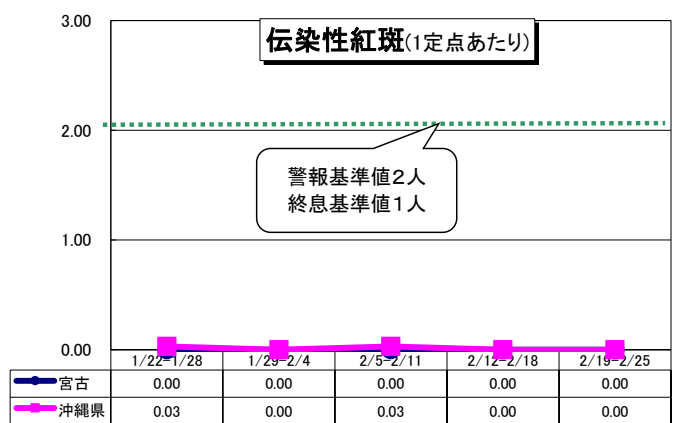 伝染性紅斑(1定点あたり)
3.00
2.00
1.00
0.00
警報基準値2人
終息基準値1人
1/22-1/28 1/29-2/4 2/5-2/11 2/12-2/18 2/19-2/25
宮古 0.00 0.00 0.00 0.00 0.00
沖縄県 0.03 0.00 0.03 0.00 0.00